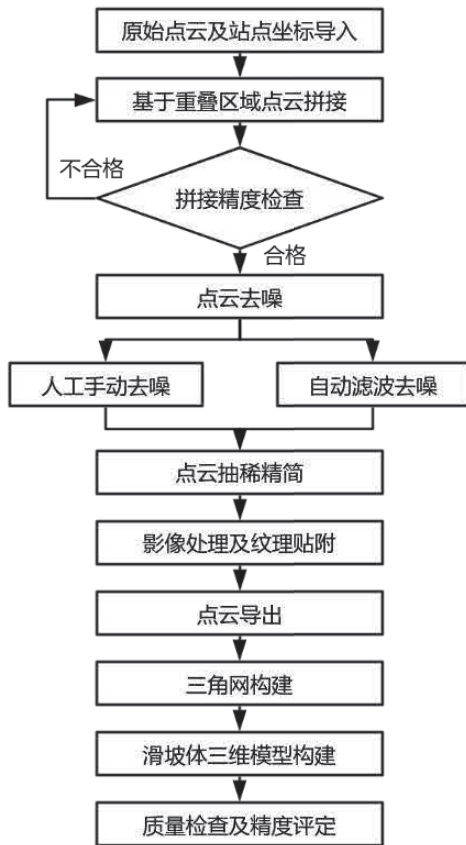 原始点云及站点坐标导入
基于重叠区域点云拼接
不合格
拼接精度检查
合格
点云去噪
人工手动去噪
自动滤波去噪
点云抽稀精简
影像处理及纹理贴附
点云导出
三角网构建
滑坡体三维模型构建
质量检查及精度评定